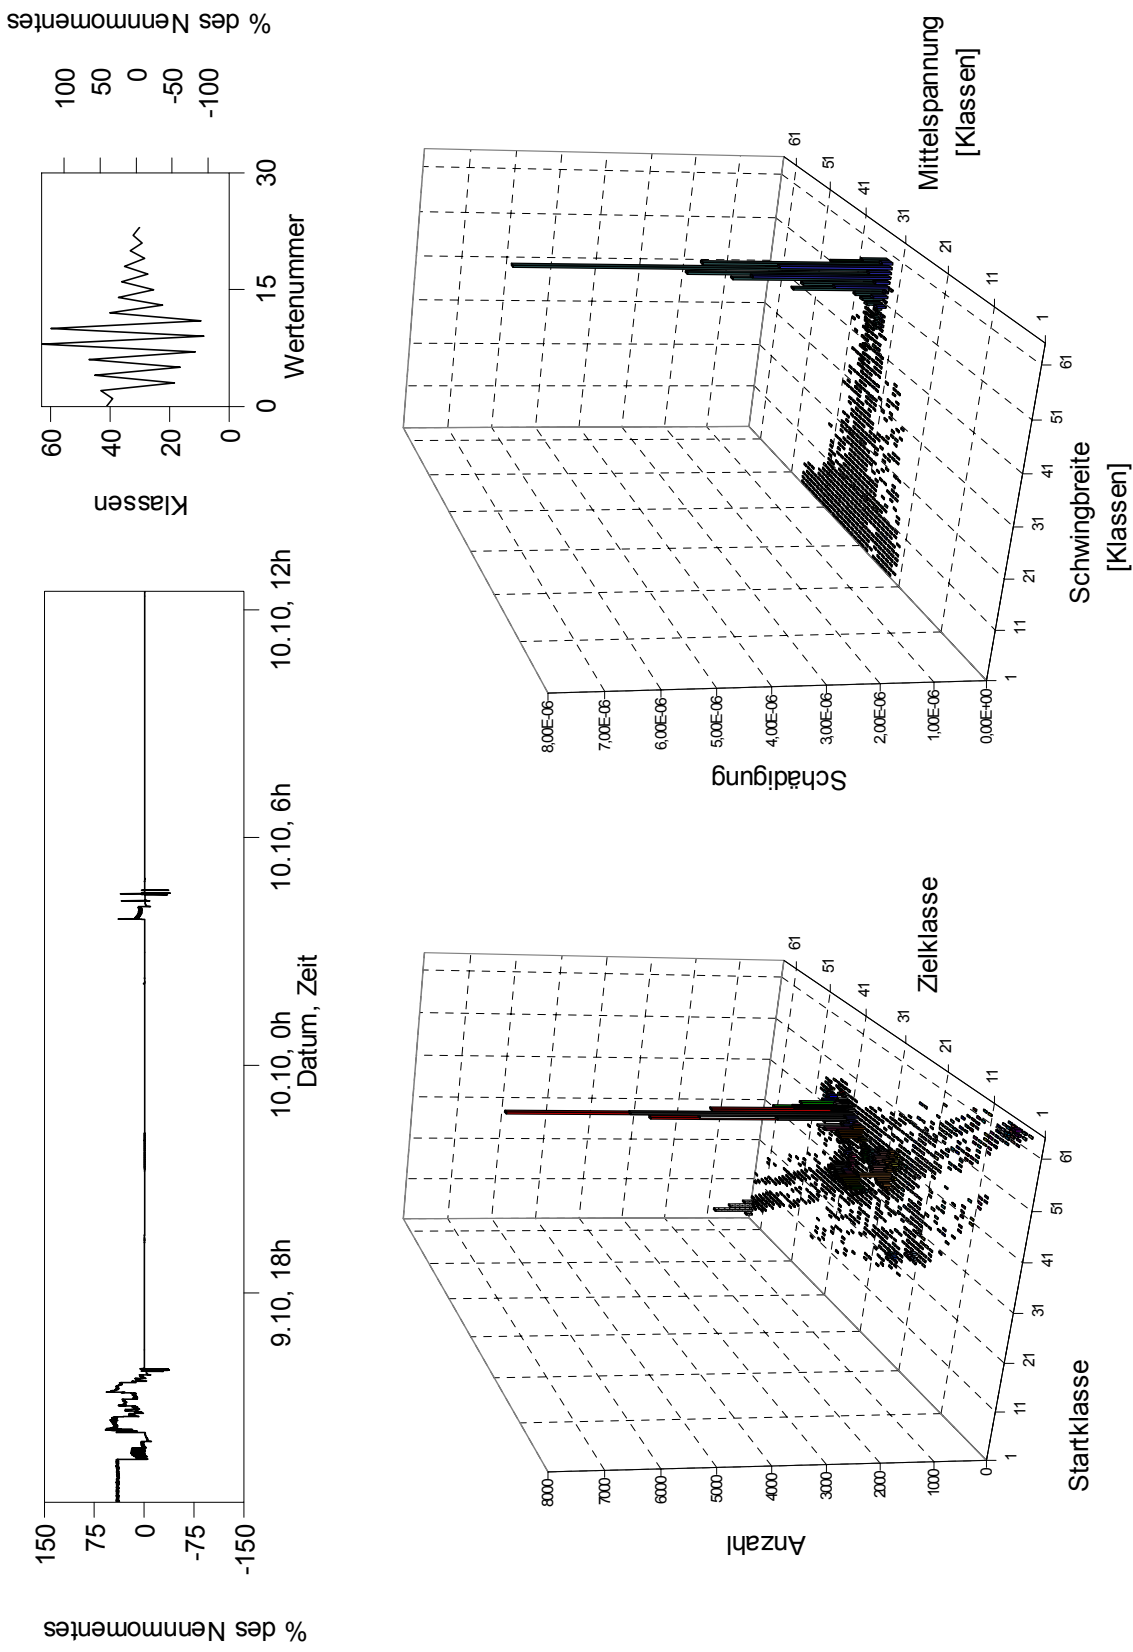 % des Nennmomentes
150
75
0
-75
-150
9.10, 18h
10.10, 0h
10.10, 6h
10.10, 12h
Datum, Zeit
Klassen
60
40
20
0
0
15
30
Wertenummer
100
50
0
-50
-100
% des Nennmomentes
Anzahl
8000
7000
6000
5000
4000
3000
2000
1000
0
1
11
21
31
41
51
61
Startklasse
1
11
21
31
41
51
61
Zielklasse
Schädigung
8,00E-06
7,00E-06
6,00E-06
5,00E-06
4,00E-06
3,00E-06
2,00E-06
1,00E-06
0,00E+00
1
11
21
31
41
51
61
Schwingbreite
[Klassen]
1
11
21
31
41
51
61
Mittelspannung
[Klassen]